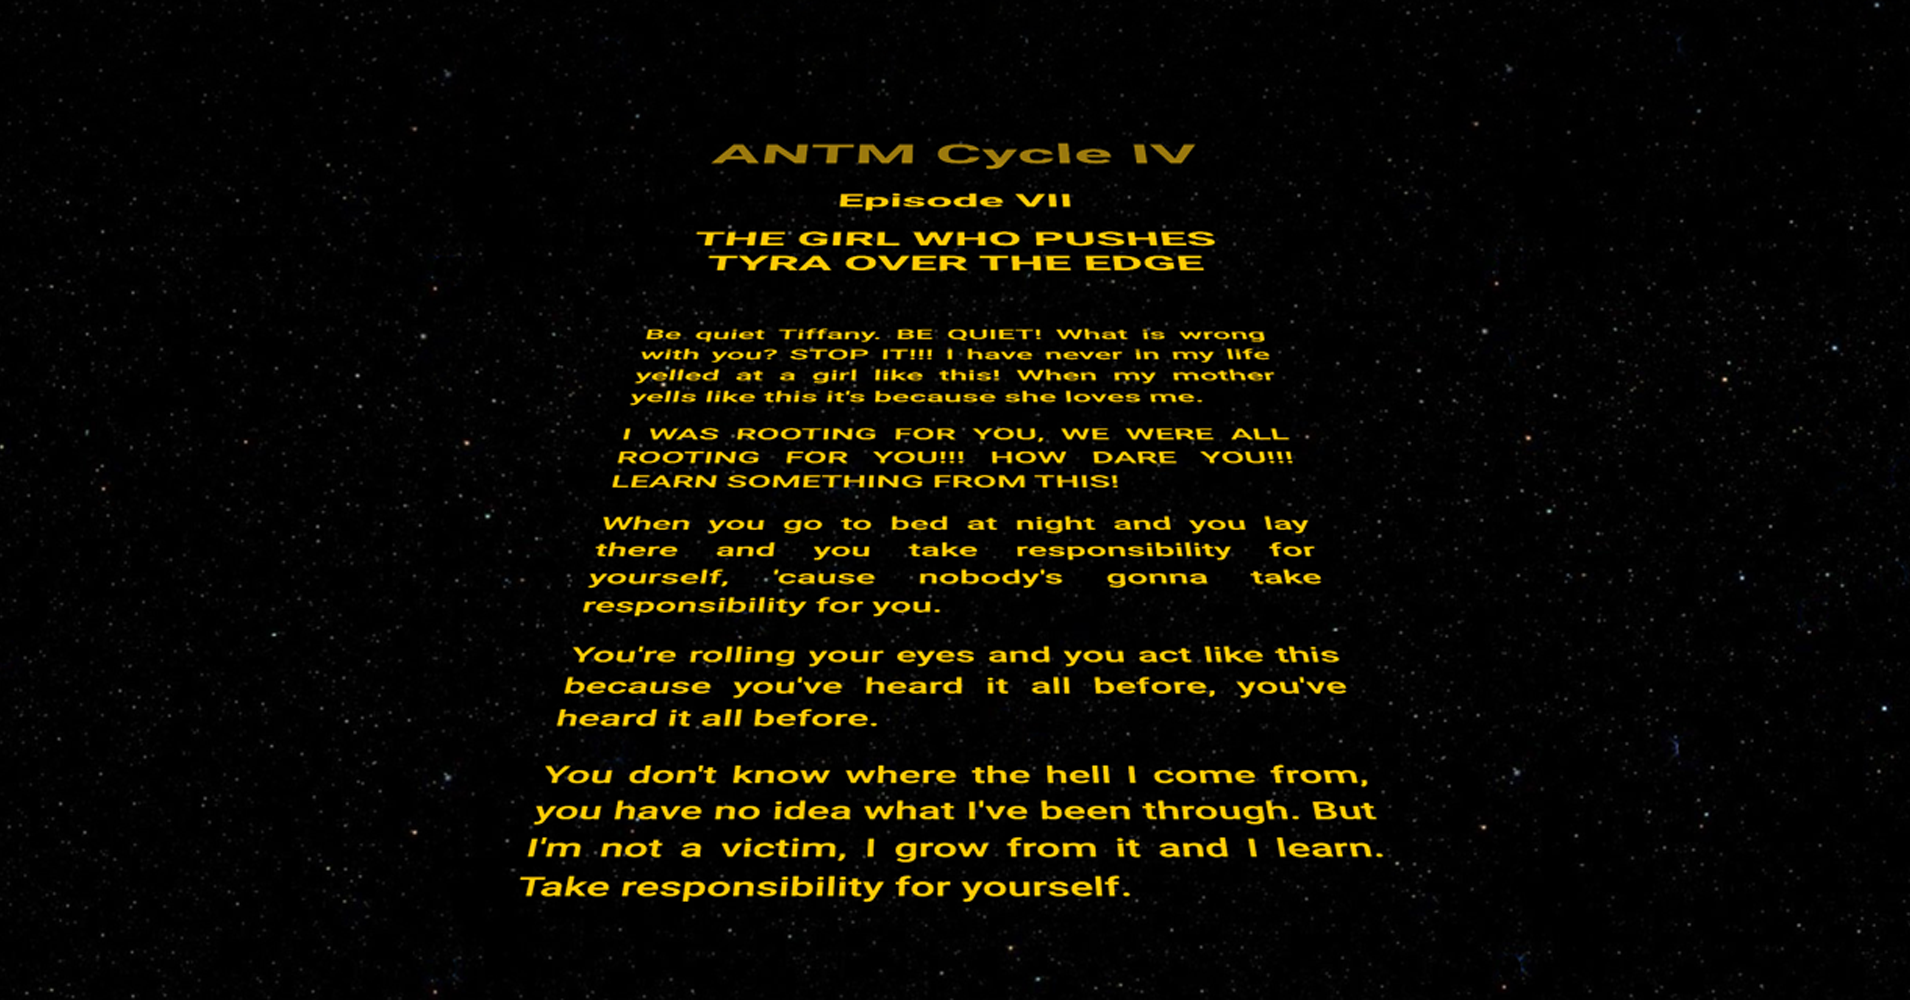 ANTM Cycle IV
Episode VII
THE GIRL WHO PUSHES
TYRA OVER THE EDGE
Be quiet Tiffany. BE QUIET! What is wrong
with you? STOP IT!!! I have never in my life
yelled at a girl like this! When my mother
yells like this it's because she loves me.
I WAS ROOTING FOR YOU, WE WERE ALL
ROOTING FOR YOU!!! HOW DARE YOU!!!
LEARN SOMETHING FROM THIS!
When you go to bed at night and you lay
there and you take responsibility for
yourself, 'cause nobody's gonna take
responsibility for you.
You're rolling your eyes and you act like this
because you've heard it all before, you've
heard it all before.
You don't know where the hell I come from,
you have no idea what I've been through. But
I'm not a victim, I grow from it and I learn.
Take responsibility for yourself.